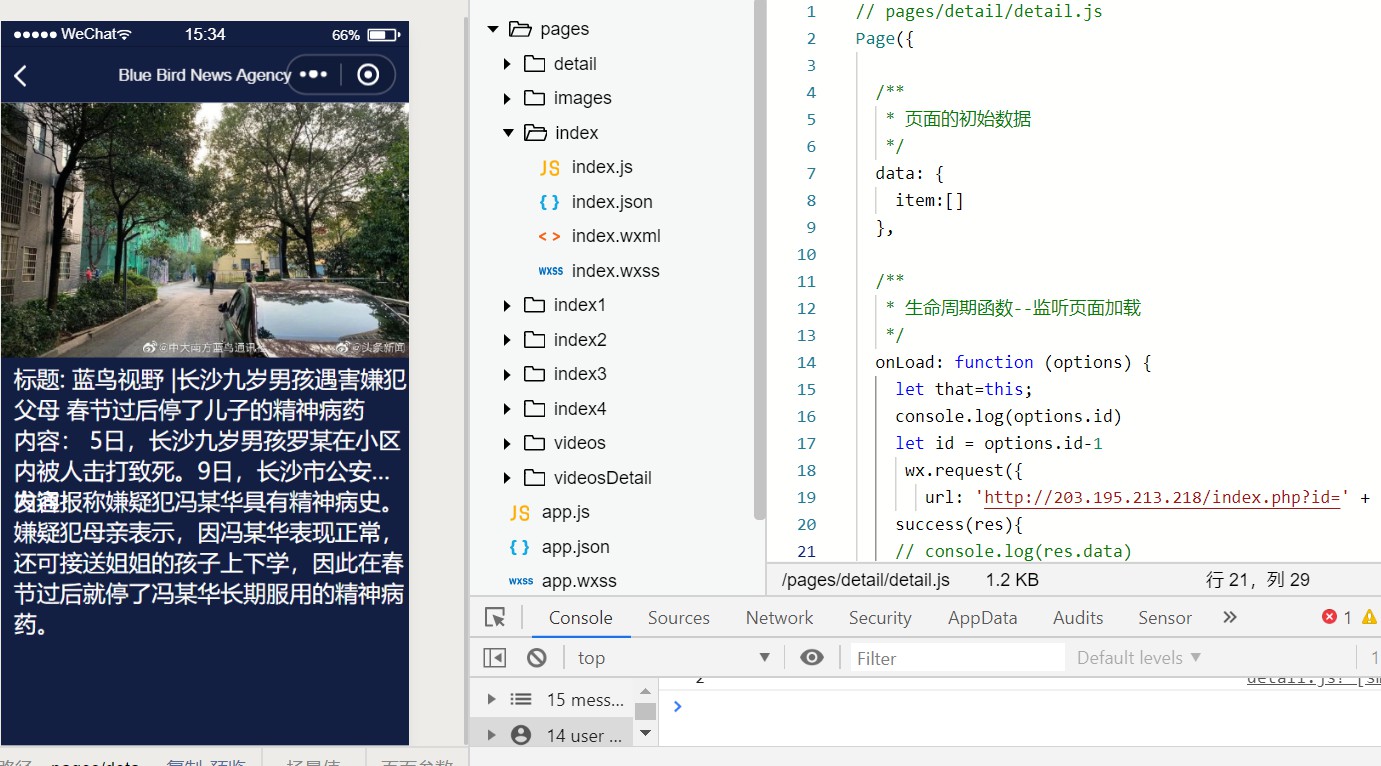 WeChat 15:34 66%
Blue Bird News Agency
@中大南方蓝鸟通讯社 @头条新闻
标题: 蓝鸟视野 |长沙九岁男孩遇害嫌犯
父母 春节过后停了儿子的精神病药
内容： 5日，长沙九岁男孩罗某在小区
内被人击打致死。9日，长沙市公安...
报称嫌疑犯冯某华具有精神病史。
嫌疑犯母亲表示，因冯某华表现正常，
还可接送姐姐的孩子上下学，因此在春
节过后就停了冯某华长期服用的精神病
药。
pages/deta
复制 预览
场景值
页面参数
pages
detail
images
index
JS index.js
{ } index.json
< > index.wxml
wxss index.wxss
index1
index2
index3
index4
videos
videosDetail
JS app.js
{ } app.json
wxss app.wxss
1 // pages/detail/detail.js
2 Page({
3
4 /**
5 * 页面的初始数据
6 */
7 data: {
8 item:[]
9 },
10
11 /**
12 * 生命周期函数--监听页面加载
13 */
14 onLoad: function (options) {
15 let that=this;
16 console.log(options.id)
17 let id = options.id-1
18 wx.request({
19 url: 'http://203.195.213.218/index.php?id=' +
20 success(res){
21 // console.log(res.data)
/pages/detail/detail.js 1.2 KB 行 21，列 29
Console Sources Network Security AppData Audits Sensor » 1
top Filter Default levels 1
15 mess...
14 user ...
2
>